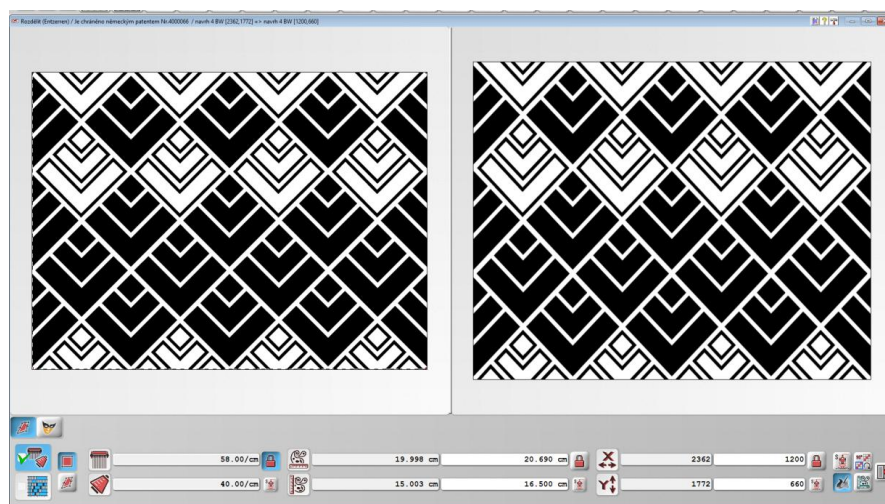 Rozdělit (Entzerren) / Je chráněno německým patentem Nr.4000066 / navrh 4 BW [2362,1772] => navrh 4 BW [1200,660]
58.00/cm 19.998 cm 20.690 cm X 2362 1200
40.00/cm 15.003 cm 16.500 cm Y 1772 660